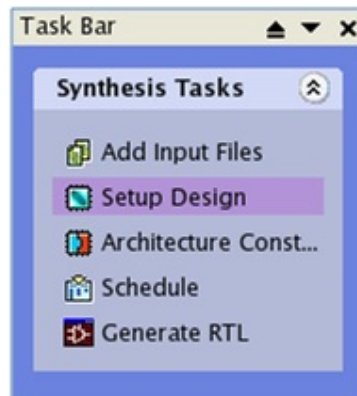 Task Bar
Synthesis Tasks
Add Input Files
Setup Design
Architecture Const...
Schedule
Generate RTL